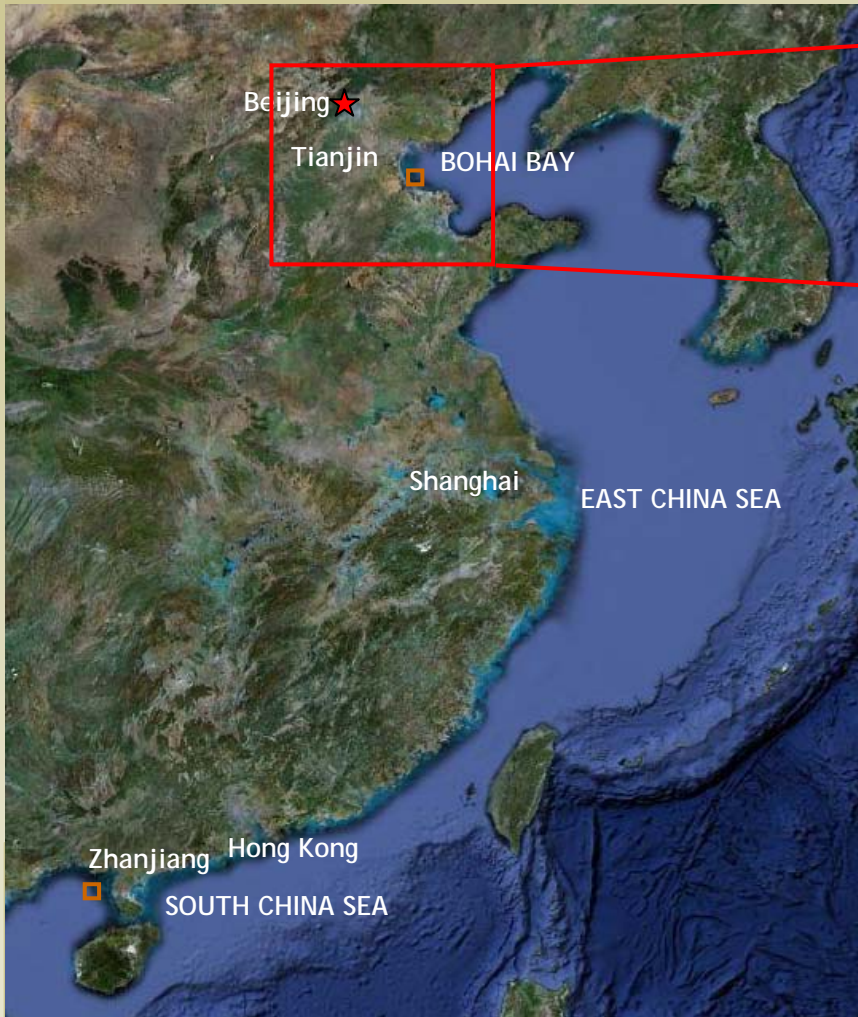 Beijing
Tianjin
BOHAI BAY
Shanghai
EAST CHINA SEA
Hong Kong
Zhanjiang
SOUTH CHINA SEA